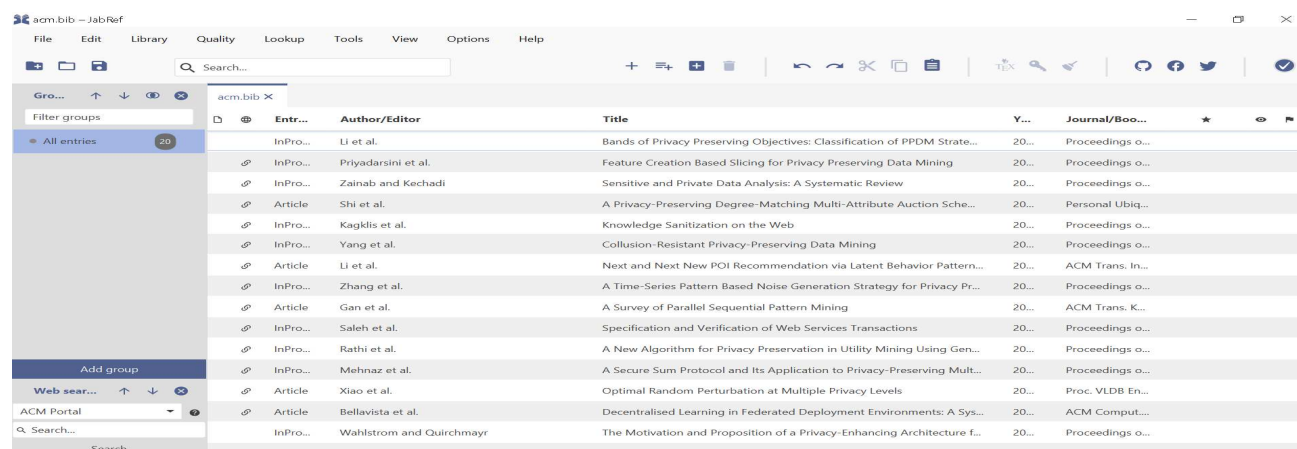 acm.bib – JabRef
File Edit Library Quality Lookup Tools View Options Help
Search...
TEX
Gro...
acm.bib
Filter groups
Entr... Author/Editor Title Y... Journal/Boo...
All entries 20
InPro... Li et al. Bands of Privacy Preserving Objectives: Classification of PPDM Strate... 20... Proceedings o...
InPro... Priyadarsini et al. Feature Creation Based Slicing for Privacy Preserving Data Mining 20... Proceedings o...
InPro... Zainab and Kechadi Sensitive and Private Data Analysis: A Systematic Review 20... Proceedings o...
Article Shi et al. A Privacy-Preserving Degree-Matching Multi-Attribute Auction Sche... 20... Personal Ubiq...
InPro... Kagklis et al. Knowledge Sanitization on the Web 20... Proceedings o...
InPro... Yang et al. Collusion-Resistant Privacy-Preserving Data Mining 20... Proceedings o...
Article Li et al. Next and Next New POI Recommendation via Latent Behavior Pattern... 20... ACM Trans. In...
InPro... Zhang et al. A Time-Series Pattern Based Noise Generation Strategy for Privacy Pr... 20... Proceedings o...
Article Gan et al. A Survey of Parallel Sequential Pattern Mining 20... ACM Trans. K...
InPro... Saleh et al. Specification and Verification of Web Services Transactions 20... Proceedings o...
InPro... Rathi et al. A New Algorithm for Privacy Preservation in Utility Mining Using Gen... 20... Proceedings o...
Add group
InPro... Mehnaz et al. A Secure Sum Protocol and Its Application to Privacy-Preserving Mult... 20... Proceedings o...
Web sear...
Article Xiao et al. Optimal Random Perturbation at Multiple Privacy Levels 20... Proc. VLDB En...
ACM Portal
Article Bellavista et al. Decentralised Learning in Federated Deployment Environments: A Sys... 20... ACM Comput....
Search...
InPro... Wahlstrom and Quirchmayr The Motivation and Proposition of a Privacy-Enhancing Architecture f... 20... Proceedings o...
Search